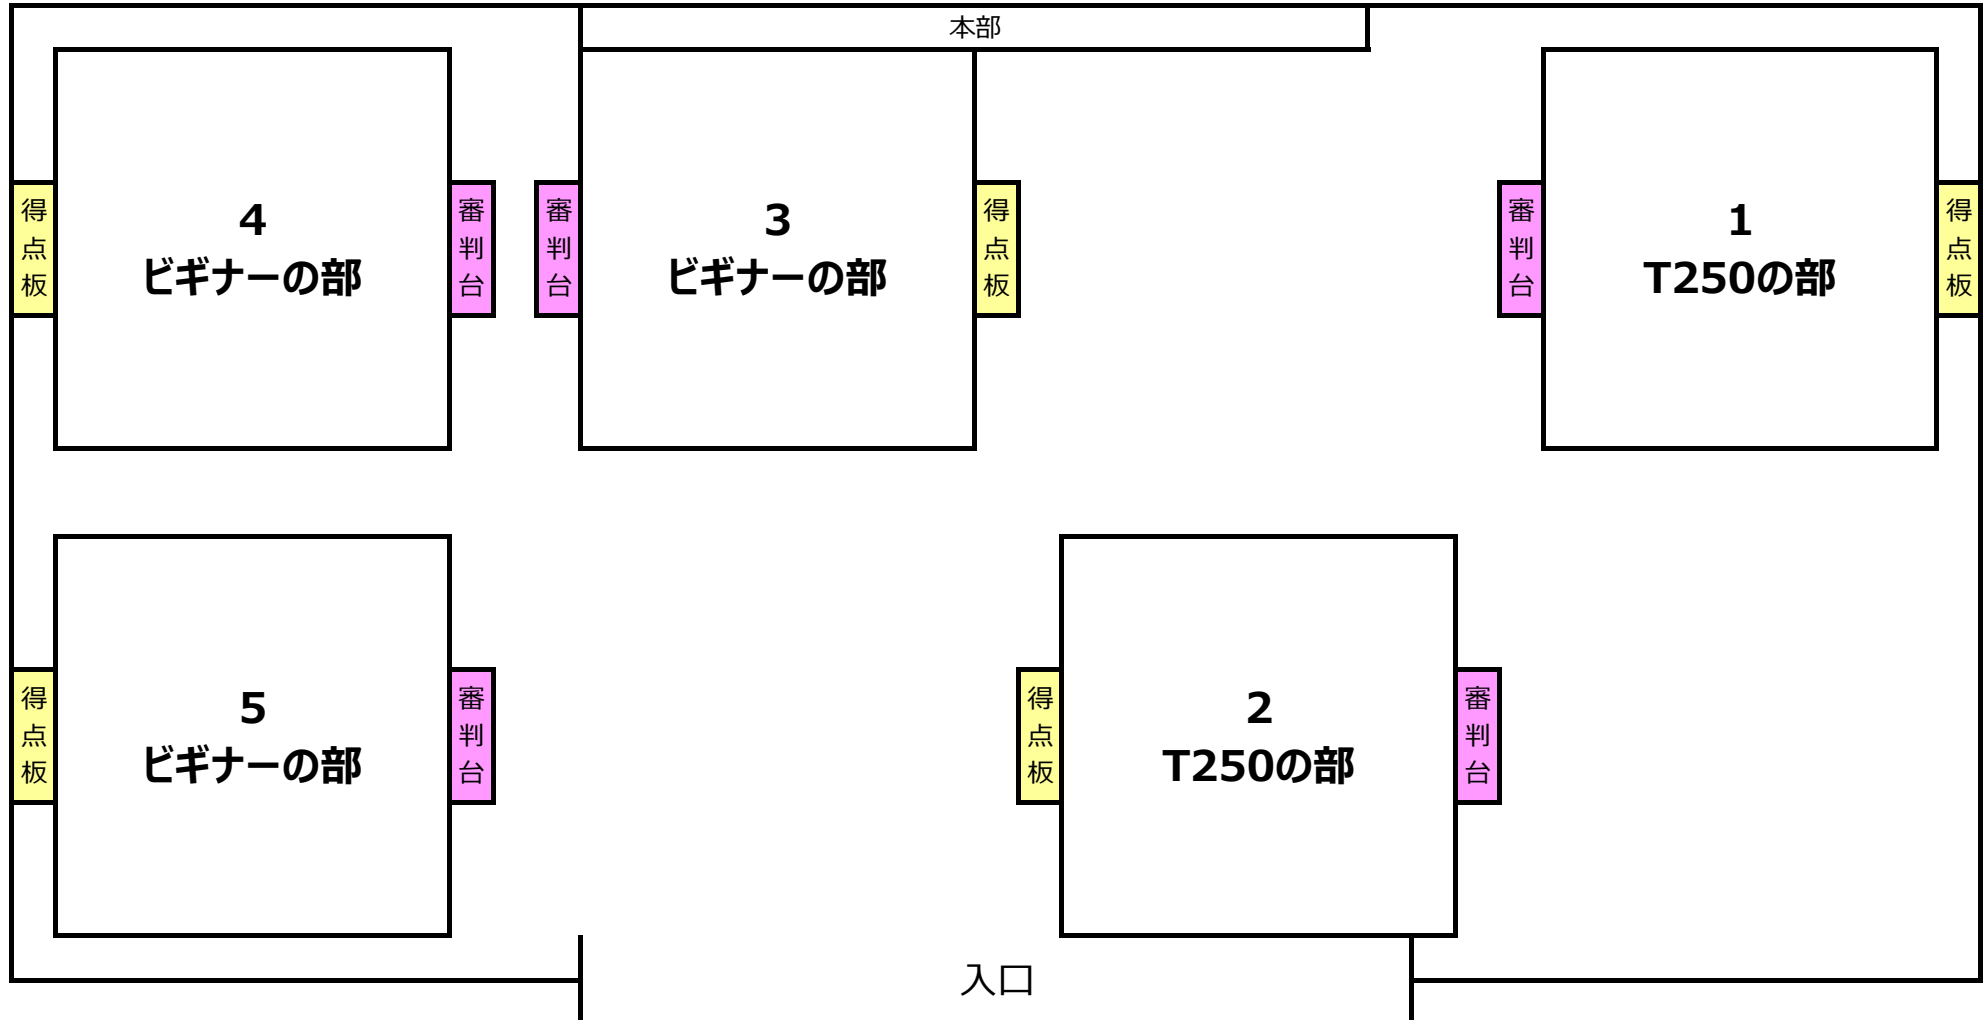 本部
得点板
4
ビギナーの部
審判台
審判台
3
ビギナーの部
得点板
審判台
1
T250の部
得点板
得点板
5
ビギナーの部
審判台
得点板
2
T250の部
審判台
入口